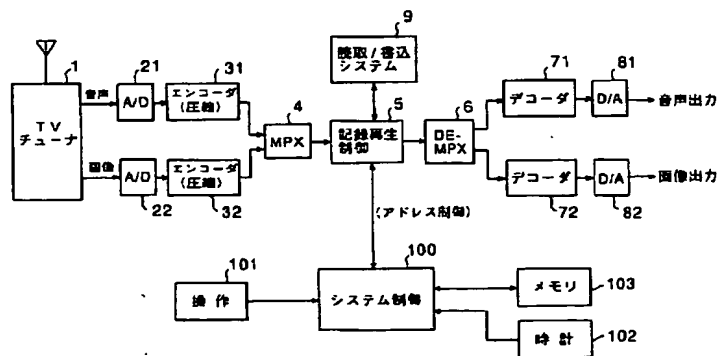 9
読取/書込
システム
1
音声
21
A/D
31
エンコーダ
(圧縮)
4
MPX
5
記録再生
制御
6
DE-
MPX
71
デコーダ
81
D/A
音声出力
TV
チューナ
画像
A/D
22
エンコーダ
(圧縮)
32
デコーダ
72
D/A
82
画像出力
(アドレス制御)
100
システム制御
101
操作
メモリ
103
時計
102